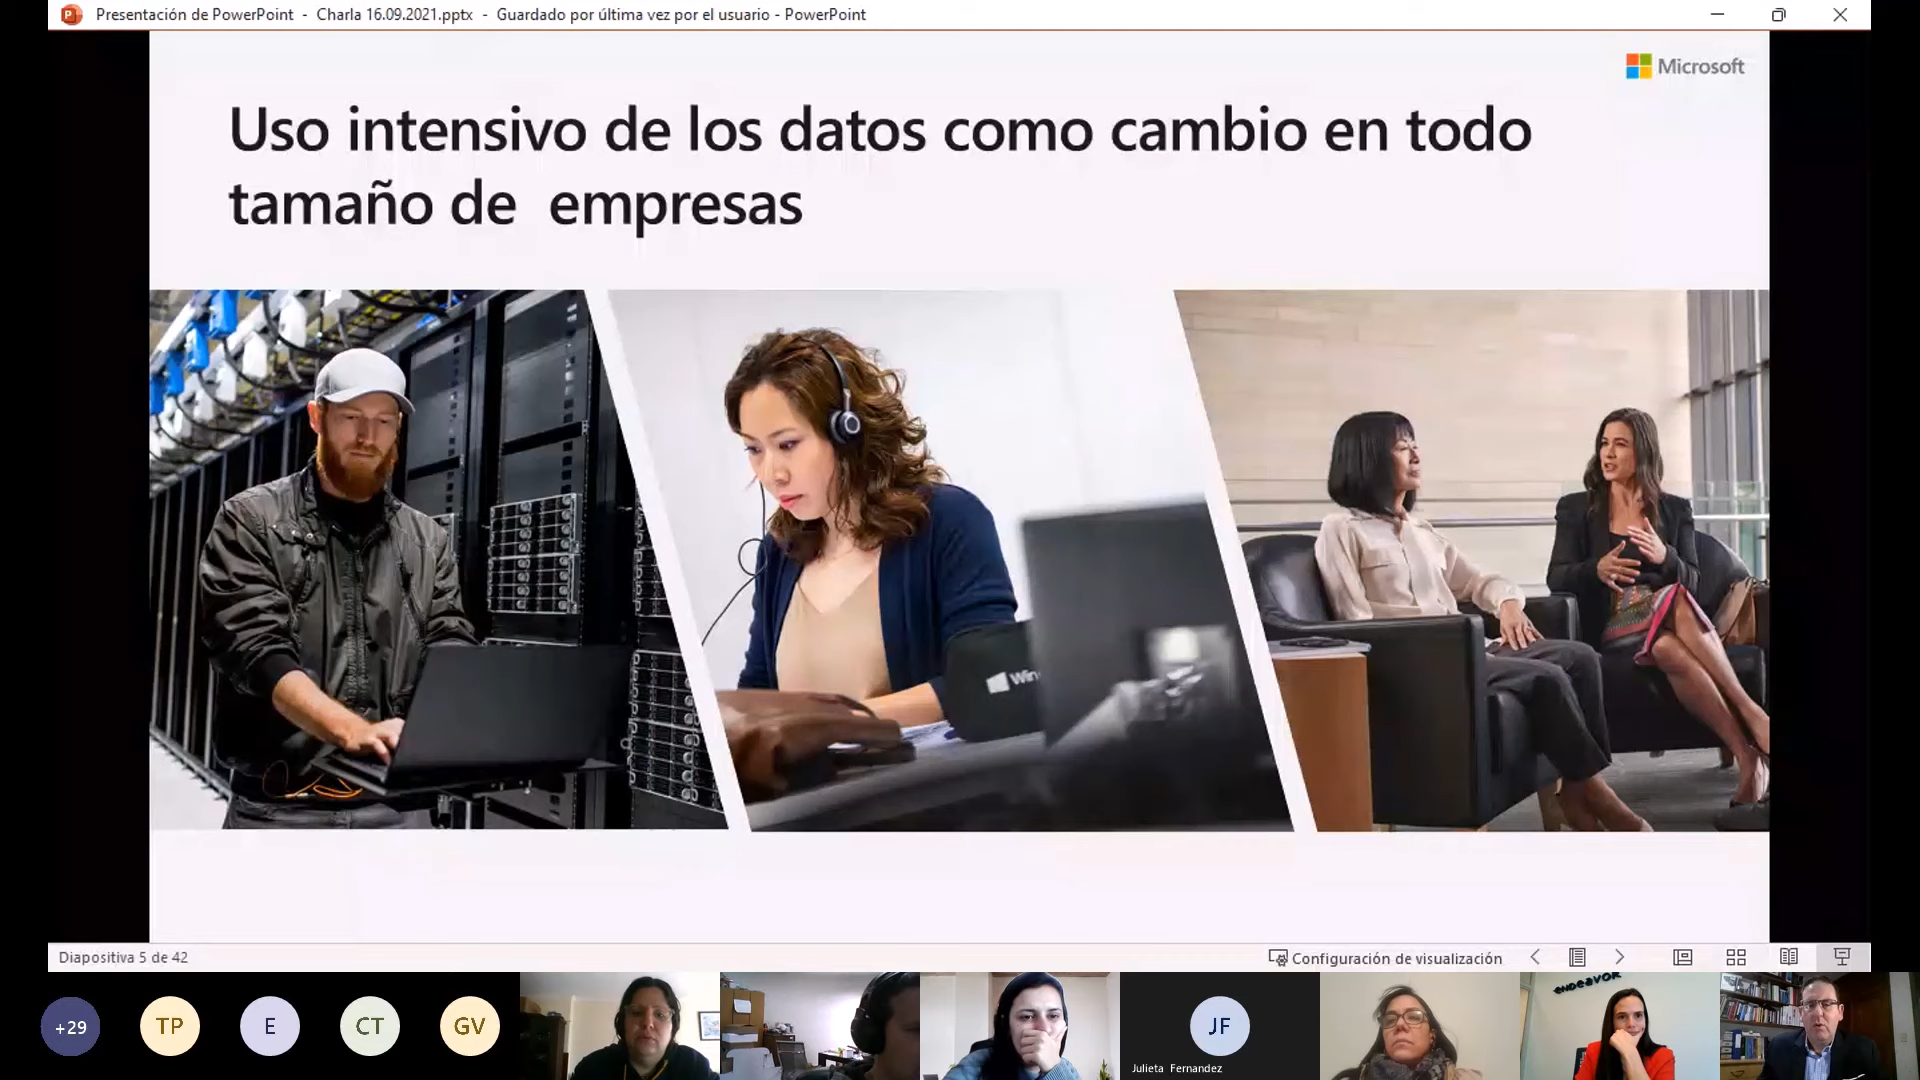 Presentación de PowerPoint - Charla 16.09.2021.pptx - Guardado por última vez por el usuario - PowerPoint
Microsoft
Uso intensivo de los datos como cambio en todo
tamaño de empresas
Win
Diapositiva 5 de 42
Configuración de visualización
+29
TP
E
CT
GV
JF
Julieta Fernandez
endeavor